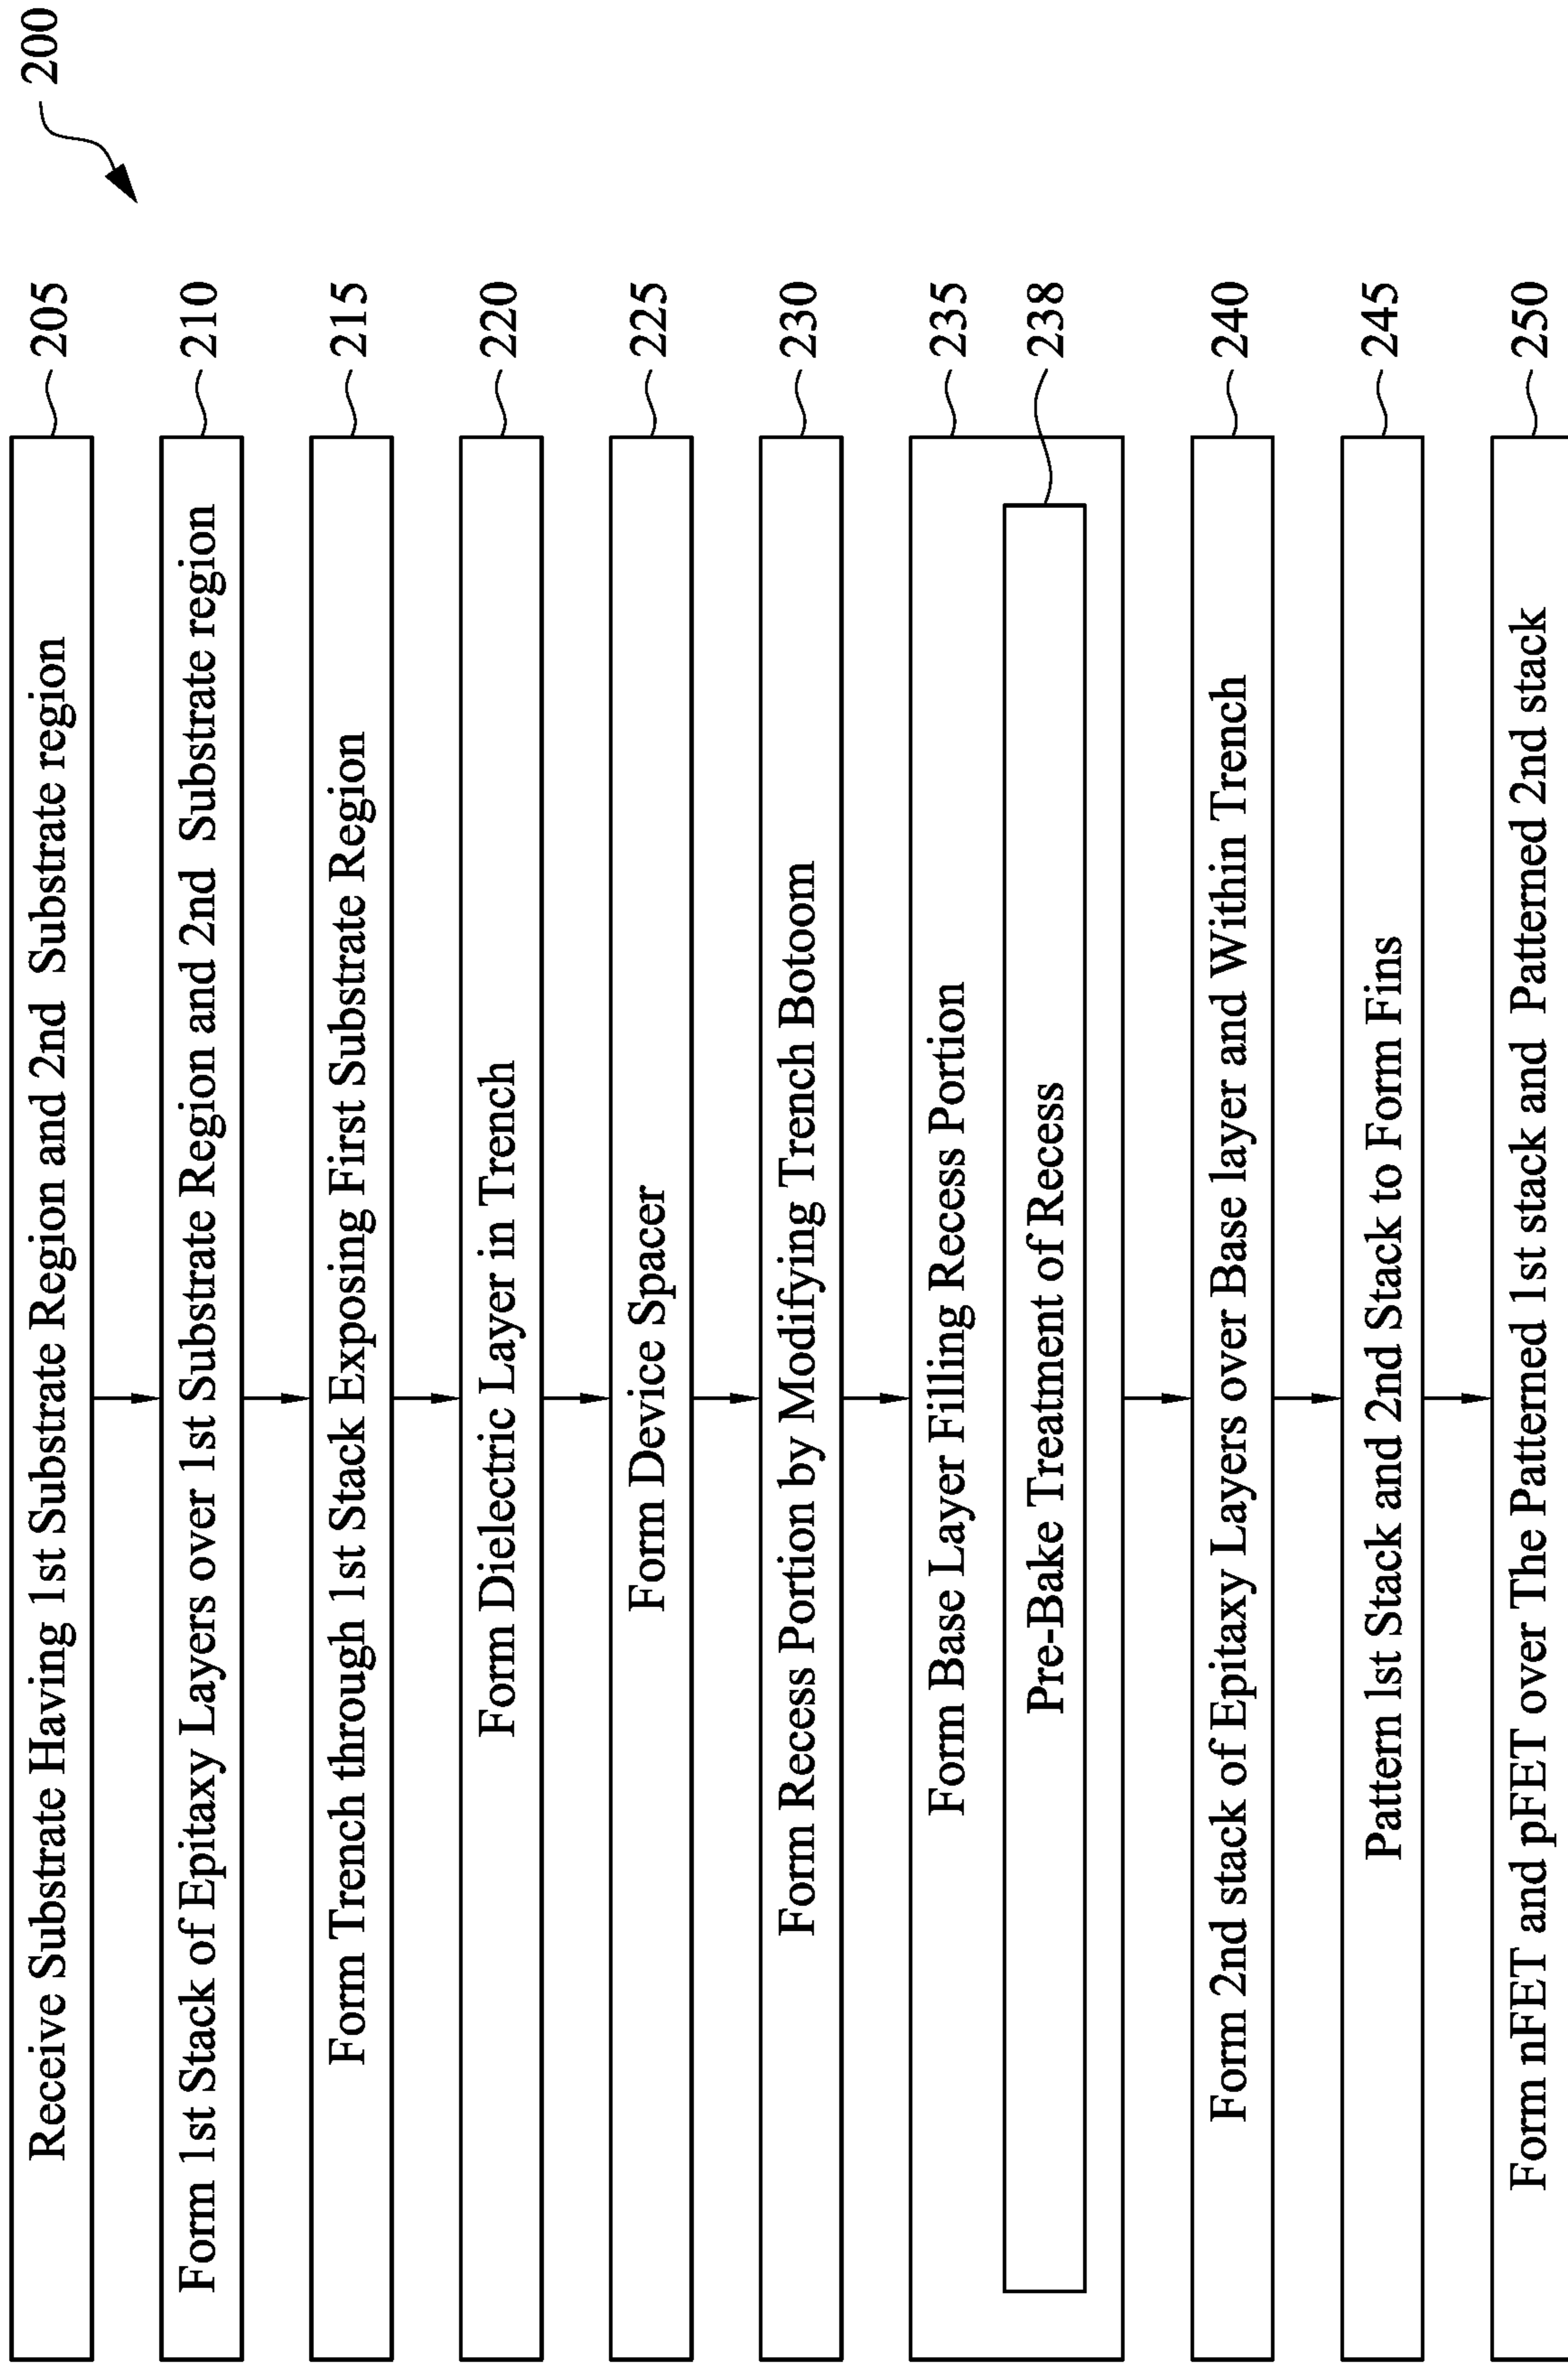 200
Receive Substrate Having 1st Substrate Region and 2nd Substrate region
205
Form 1st Stack of Epitaxy Layers over 1st Substrate Region and 2nd Substrate region
210
Form Trench through 1st Stack Exposing First Substrate Region
215
Form Dielectric Layer in Trench
220
Form Device Spacer
225
Form Recess Portion by Modifying Trench Botoom
230
Form Base Layer Filling Recess Portion
235
Pre-Bake Treatment of Recess
238
Form 2nd stack of Epitaxy Layers over Base layer and Within Trench
240
Pattern 1st Stack and 2nd Stack to Form Fins
245
Form nFET and pFET over The Patterned 1st stack and Patterned 2nd stack
250